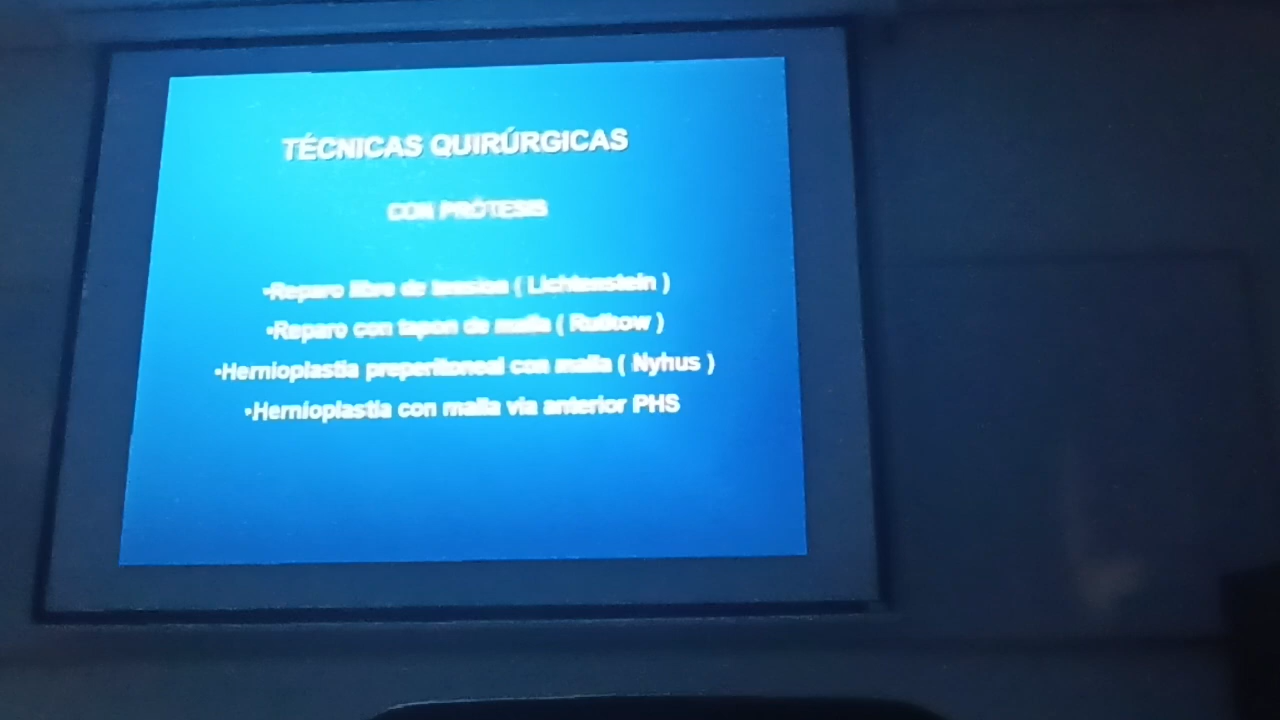 TÉCNICAS QUIRÚRGICAS
CON PRÓTESIS
•Reparo libre de tension ( Lichtenstein )
•Reparo con tapon de malla ( Rutkow )
•Hernioplastia preperitoneal con malla ( Nyhus )
•Hernioplastia con malla via anterior PHS